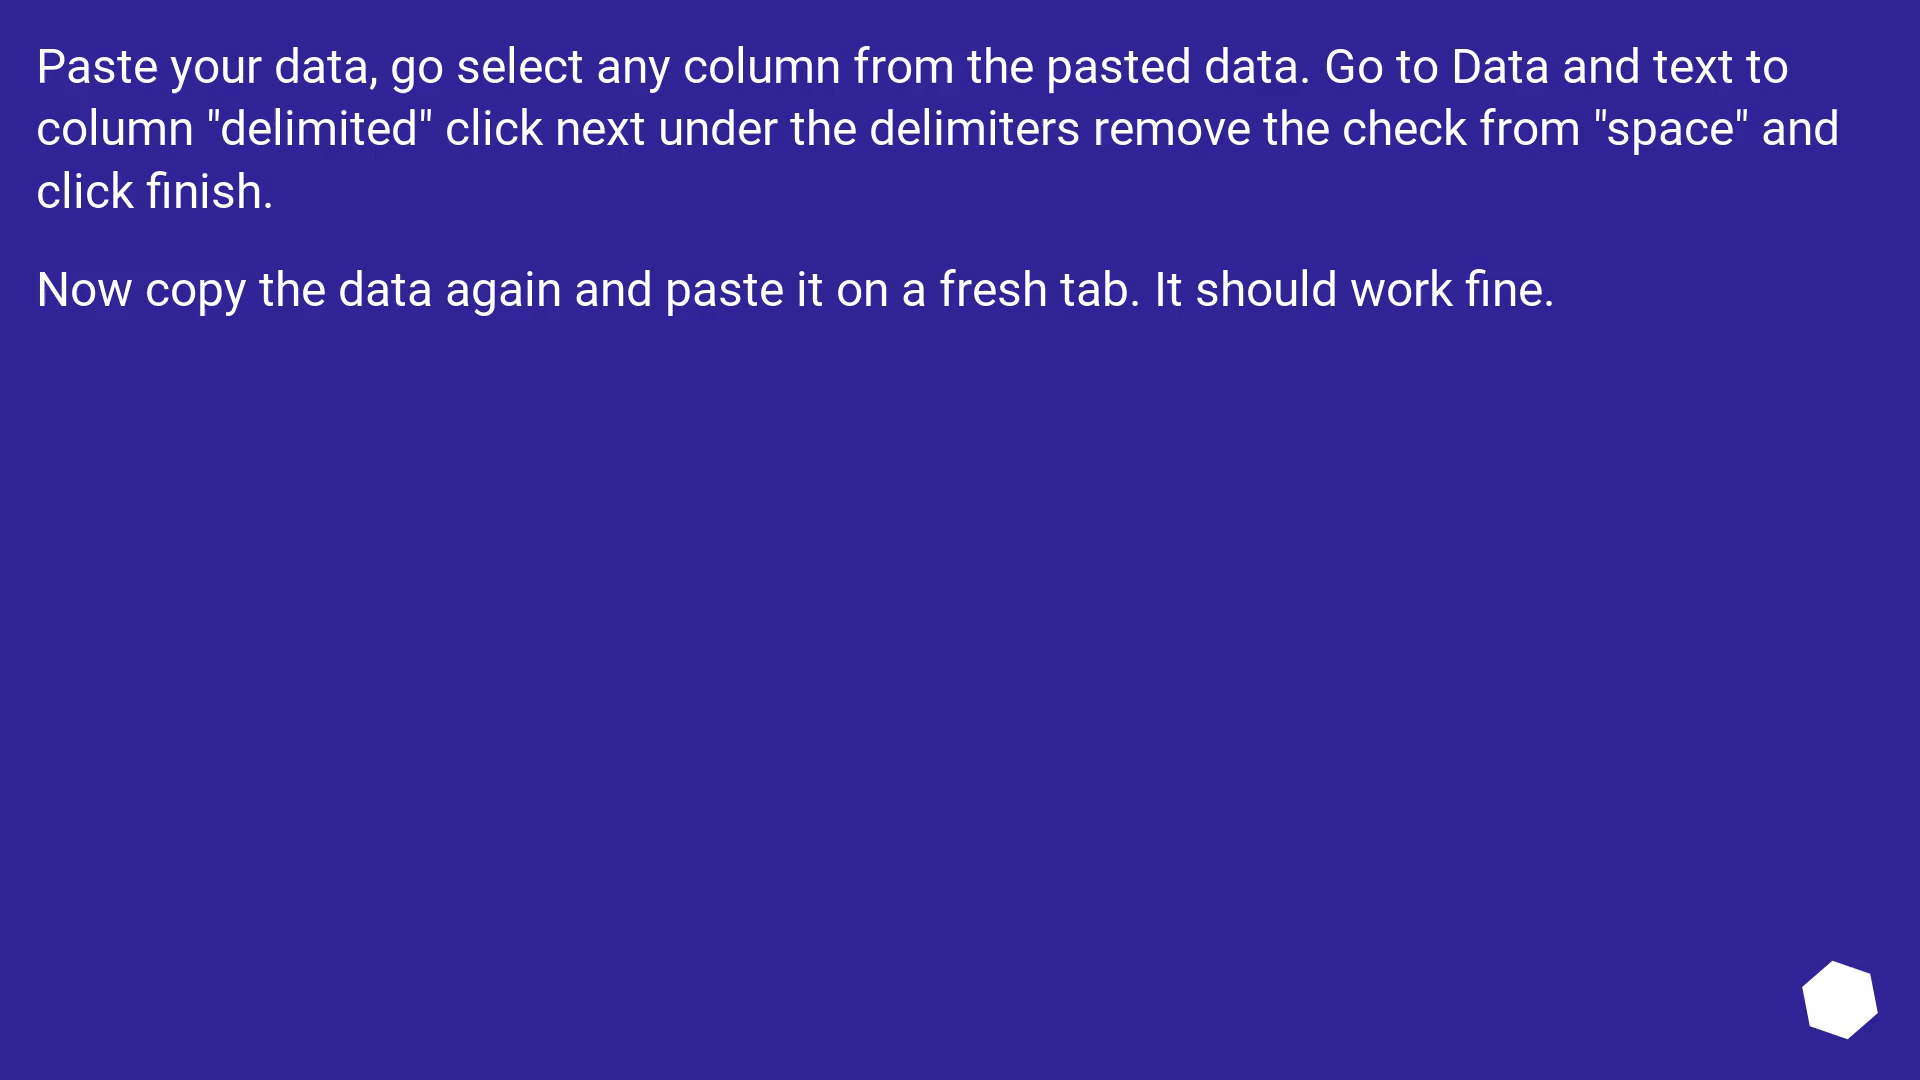 Paste your data, go select any column from the pasted data. Go to Data and text to
column "delimited" click next under the delimiters remove the check from "space" and
click finish.
Now copy the data again and paste it on a fresh tab. It should work fine.